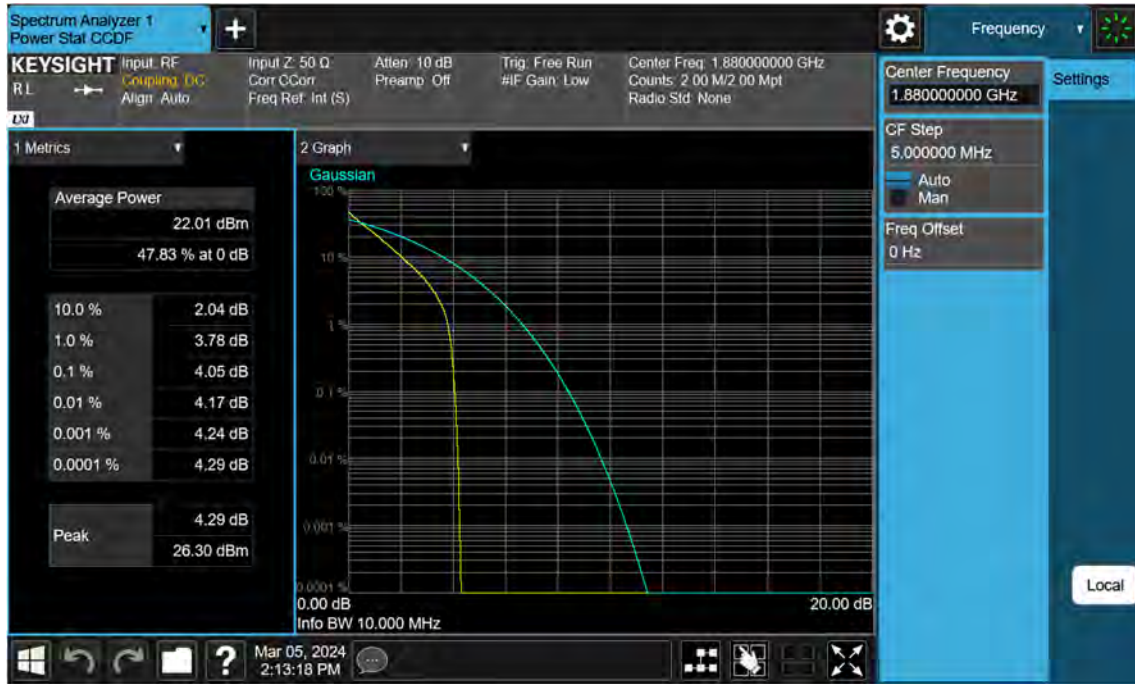 Spectrum Analyzer 1
Power Stat CCDF
+
Frequency
KEYSIGHT
RL
LXI
Input: RF
Coupling: DC
Align: Auto
Input Z: 50 Ω
Corr CCorr
Freq Ref: Int (S)
Atten: 10 dB
Preamp: Off
Trig: Free Run
#IF Gain: Low
Center Freq: 1.880000000 GHz
Counts: 2.00 M/2.00 Mpt
Radio Std: None
Center Frequency
1.880000000 GHz
Settings
CF Step
5.000000 MHz
Auto
Man
Freq Offset
0 Hz
Local
1 Metrics
Average Power
22.01 dBm
47.83 % at 0 dB
10.0 % 2.04 dB
1.0 % 3.78 dB
0.1 % 4.05 dB
0.01 % 4.17 dB
0.001 % 4.24 dB
0.0001 % 4.29 dB
Peak
4.29 dB
26.30 dBm
2 Graph
Gaussian
100 %
10 %
1 %
0.1 %
0.01 %
0.001 %
0.0001 %
0.00 dB
20.00 dB
Info BW 10.000 MHz
?
Mar 05, 2024
2:13:18 PM